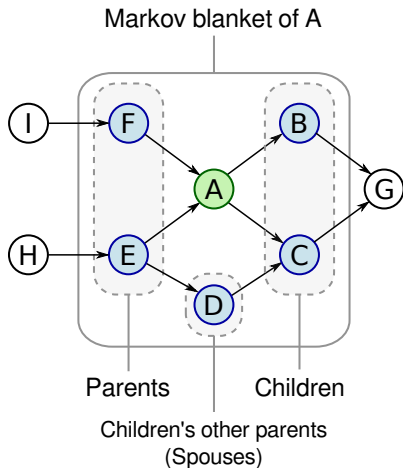 Markov blanket of A
I
F
B
A
G
H
E
C
D
Parents
Children
Children's other parents
(Spouses)